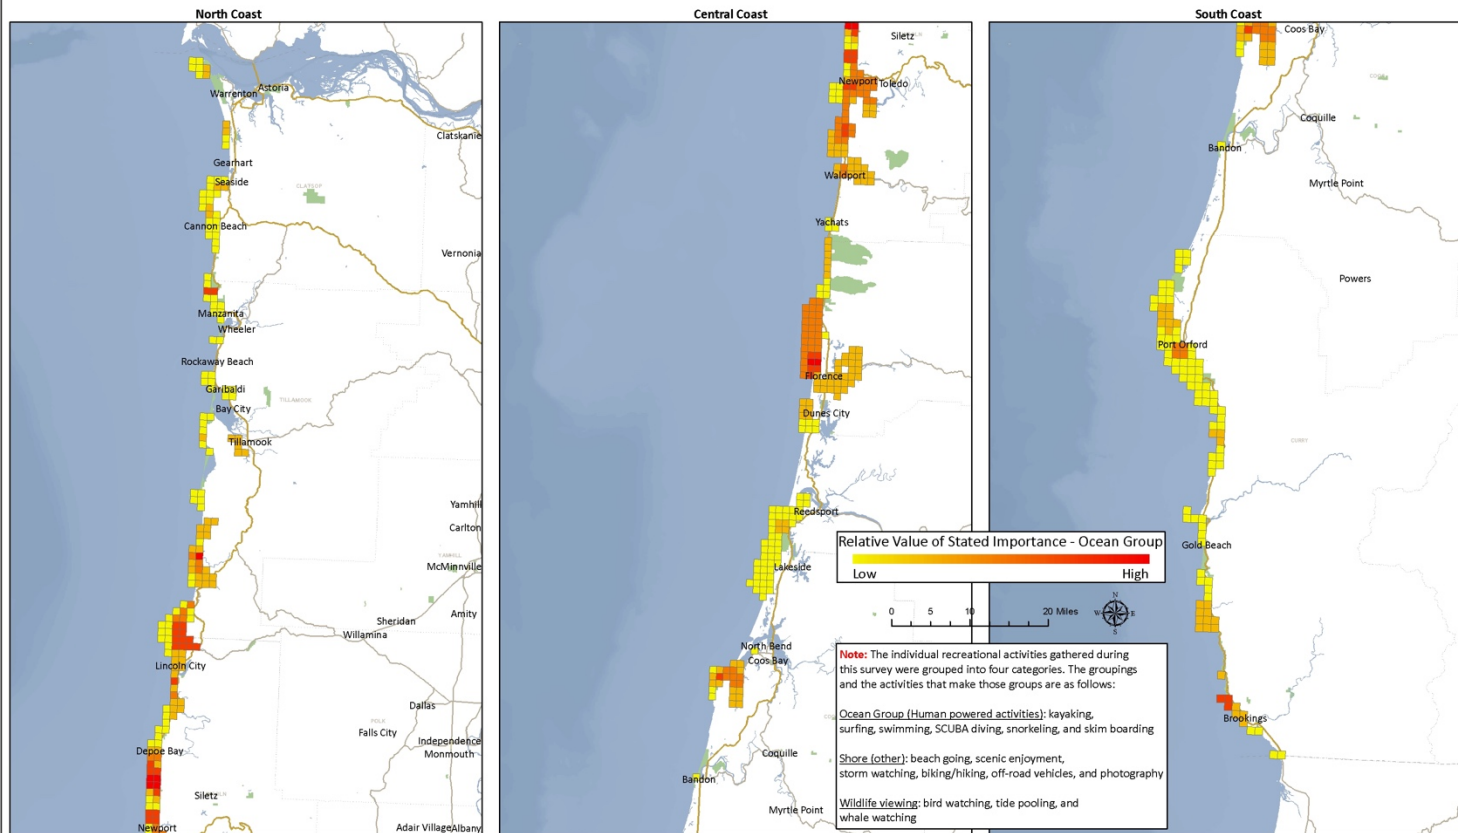 North Coast
Astoria
Warrenton
Clatskanie
Gearhart
Seaside
CLATSOP
Cannon Beach
Vernonia
Manzanita
Wheeler
Rockaway Beach
Garibaldi
TILLAMOOK
Bay City
Tillamook
Yamhill
Carlton
YAMHILL
McMinnville
Amity
Sheridan
Willamina
Lincoln City
Dallas
POLK
Falls City
Independence
Depoe Bay
Monmouth
Siletz
Newport
Adair Village
Albany
Central Coast
Siletz
Newport
Toledo
Waldport
Yachats
Florence
Dunes City
Reedsport
Lakeside
North Bend
Coos Bay
Coquille
Bandon
Myrtle Point
South Coast
Coos Bay
Coquille
Bandon
Myrtle Point
Powers
Port Orford
CURRY
Gold Beach
Brookings
Relative Value of Stated Importance - Ocean Group
Low High
0 5 10 20 Miles
N
W E
S
Note: The individual recreational activities gathered during
this survey were grouped into four categories. The groupings
and the activities that make those groups are as follows:
Ocean Group (Human powered activities): kayaking,
surfing, swimming, SCUBA diving, snorkeling, and skim boarding
Shore (other): beach going, scenic enjoyment,
storm watching, biking/hiking, off-road vehicles, and photography
Wildlife viewing: bird watching, tide pooling, and
whale watching